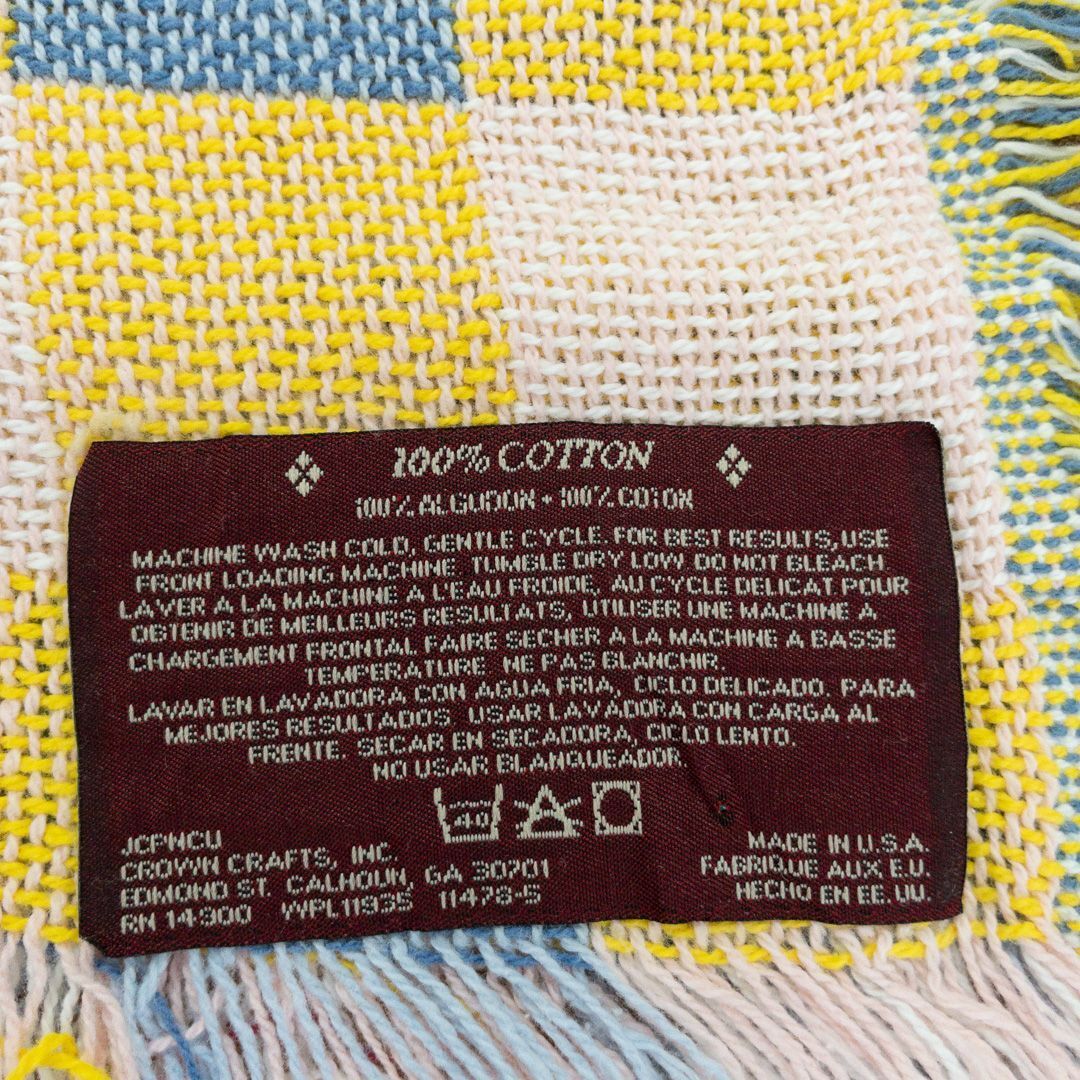 100% COTTON
100% ALGODON • 100% COTON
MACHINE WASH COLD, GENTLE CYCLE. FOR BEST RESULTS, USE
FRONT LOADING MACHINE. TUMBLE DRY LOW. DO NOT BLEACH.
LAVER A LA MACHINE A L'EAU FROIDE, AU CYCLE DELICAT POUR
OBTENIR DE MEILLEURS RESULTATS, UTILISER UNE MACHINE A
CHARGEMENT FRONTAL FAIRE SECHER A LA MACHINE A BASSE
TEMPERATURE. NE PAS BLANCHIR.
LAVAR EN LAVADORA CON AGUA FRIA, CICLO DELICADO. PARA
MEJORES RESULTADOS, USAR LAVADORA CON CARGA AL
FRENTE. SECAR EN SECADORA, CICLO LENTO.
NO USAR BLANQUEADOR.
40
JCPWCU
CROWN CRAFTS, INC.
EDMOND ST. CALHOUN, GA 30701
RN 14900 WPL11935 11478-5
MADE IN U.S.A.
FABRIQUE AUX E.U.
HECHO EN EE.UU.